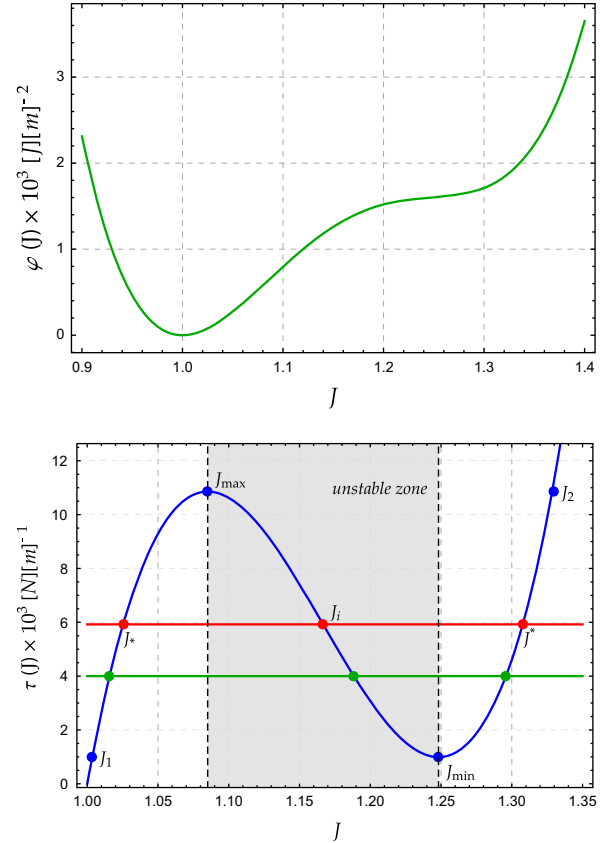 φ (J) × 10³ [J][m]⁻²
3
2
1
0
0.9 1.0 1.1 1.2 1.3 1.4
J
τ (J) × 10³ [N][m]⁻¹
12
10
8
6
4
2
0
J_max
unstable zone
J_2
J_i
J_*
J^*
J_1
J_min
1.00 1.05 1.10 1.15 1.20 1.25 1.30 1.35
J